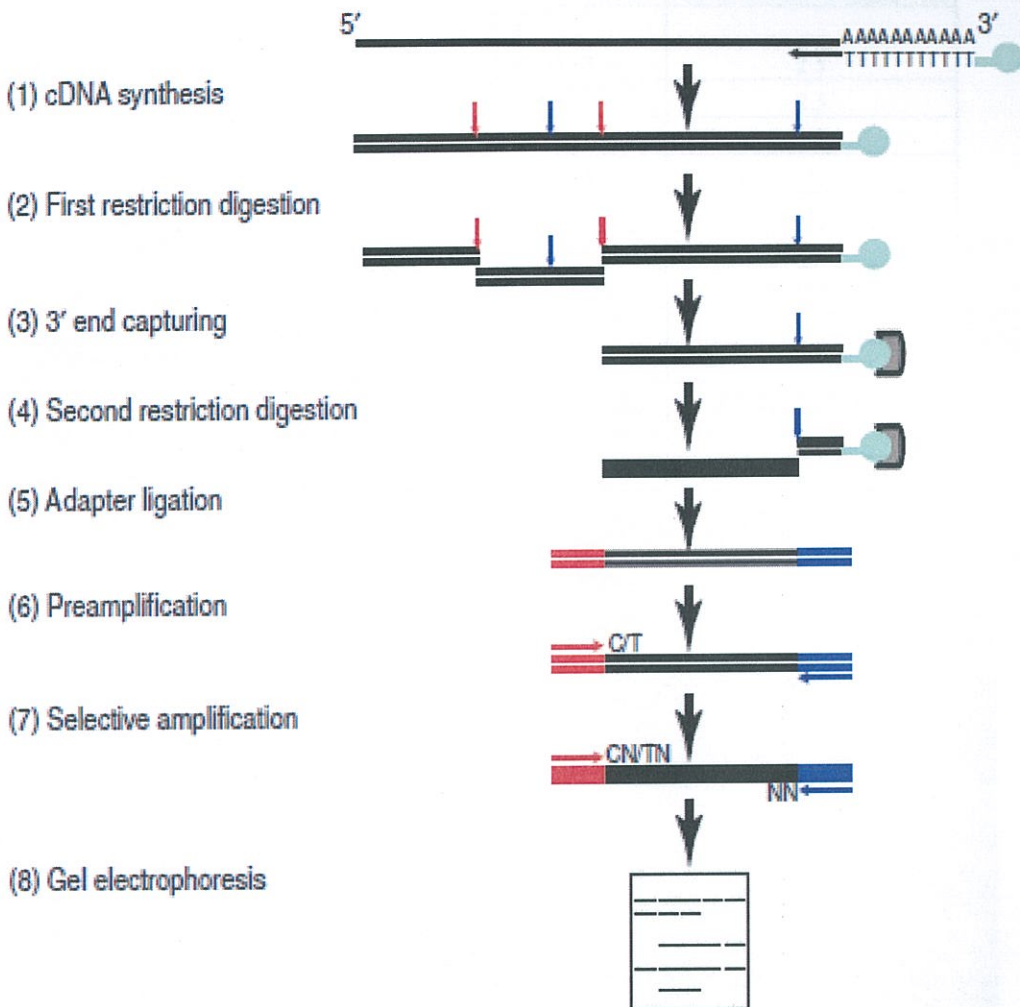 5′ 3′
AAAAAAAAAAA
TTTTTTTTTTT
(1) cDNA synthesis
(2) First restriction digestion
(3) 3′ end capturing
(4) Second restriction digestion
(5) Adapter ligation
(6) Preamplification
C/T
(7) Selective amplification
CN/TN
NN
(8) Gel electrophoresis